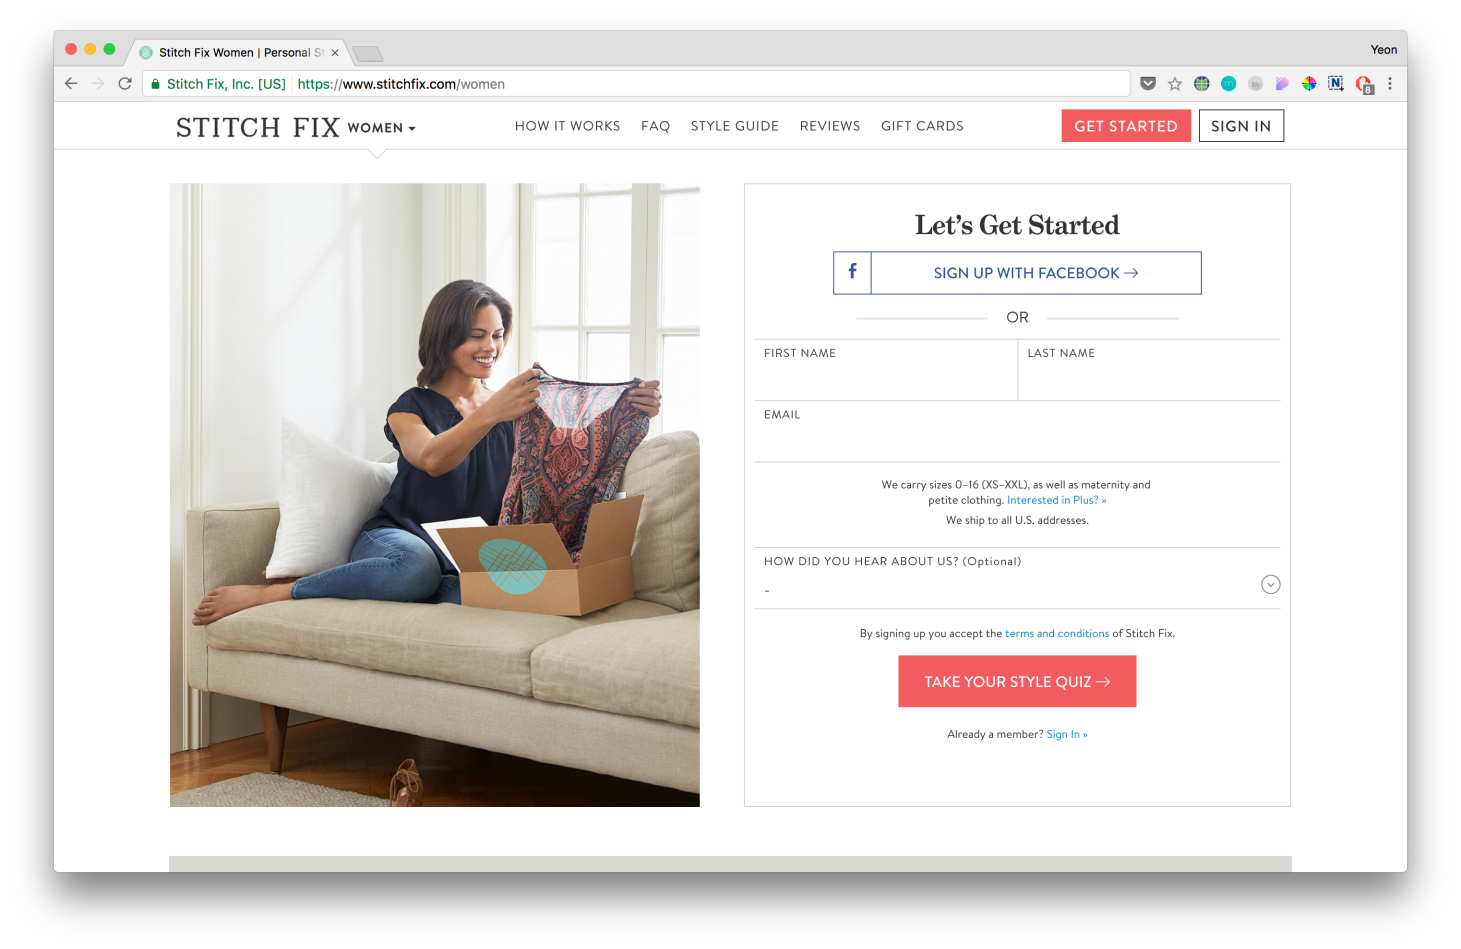 Stitch Fix Women | Personal St
Yeon
Stitch Fix, Inc. [US]
https://www.stitchfix.com/women
8
STITCH FIX
WOMEN
HOW IT WORKS
FAQ
STYLE GUIDE
REVIEWS
GIFT CARDS
GET STARTED
SIGN IN
Let's Get Started
f
SIGN UP WITH FACEBOOK →
OR
FIRST NAME
LAST NAME
EMAIL
We carry sizes 0–16 (XS–XXL), as well as maternity and
petite clothing. Interested in Plus? »
We ship to all U.S. addresses.
HOW DID YOU HEAR ABOUT US? (Optional)
-
By signing up you accept the terms and conditions of Stitch Fix.
TAKE YOUR STYLE QUIZ →
Already a member? Sign In »